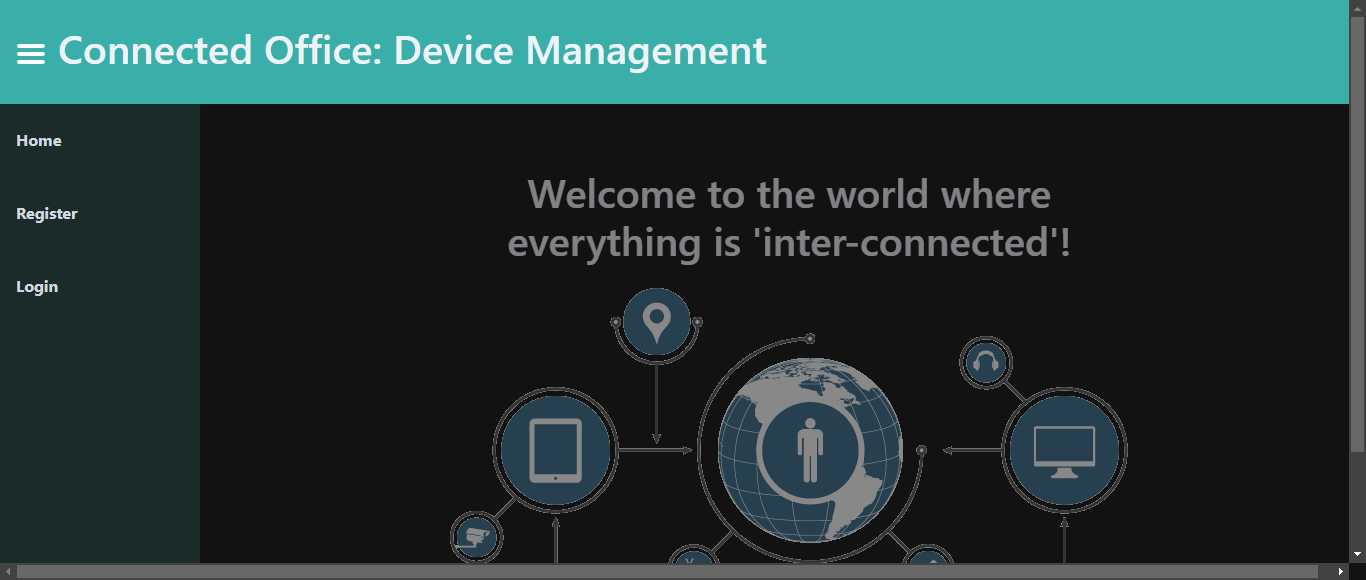 Connected Office: Device Management
Home
Register
Login
Welcome to the world where
everything is 'inter-connected'!